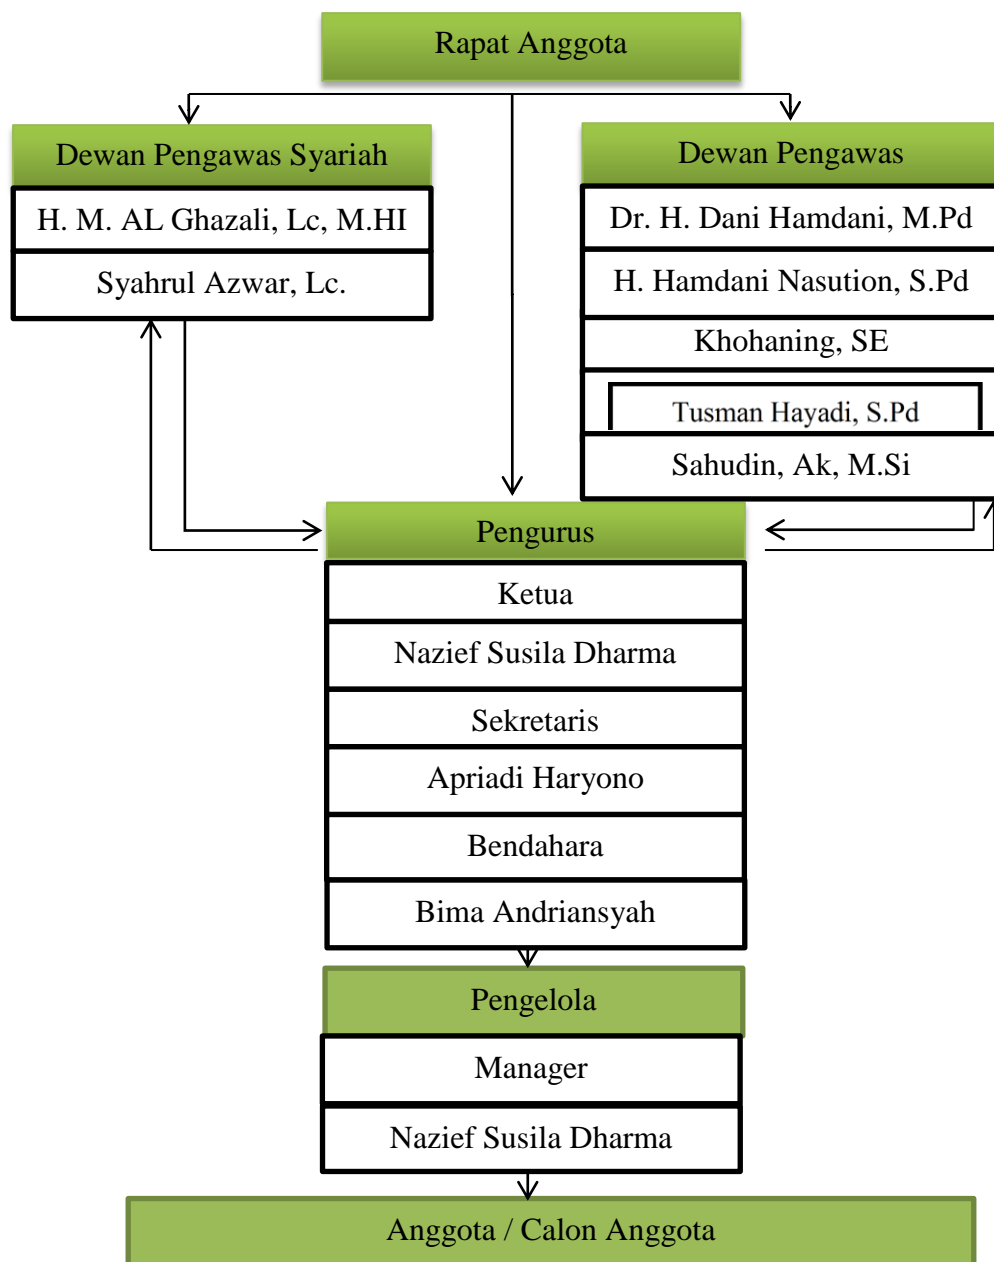 Rapat Anggota
Dewan Pengawas Syariah
H. M. AL Ghazali, Lc, M.HI
Syahrul Azwar, Lc.
Dewan Pengawas
Dr. H. Dani Hamdani, M.Pd
H. Hamdani Nasution, S.Pd
Khohaning, SE
Tusman Hayadi, S.Pd
Sahudin, Ak, M.Si
Pengurus
Ketua
Nazief Susila Dharma
Sekretaris
Apriadi Haryono
Bendahara
Bima Andriansyah
Pengelola
Manager
Nazief Susila Dharma
Anggota / Calon Anggota